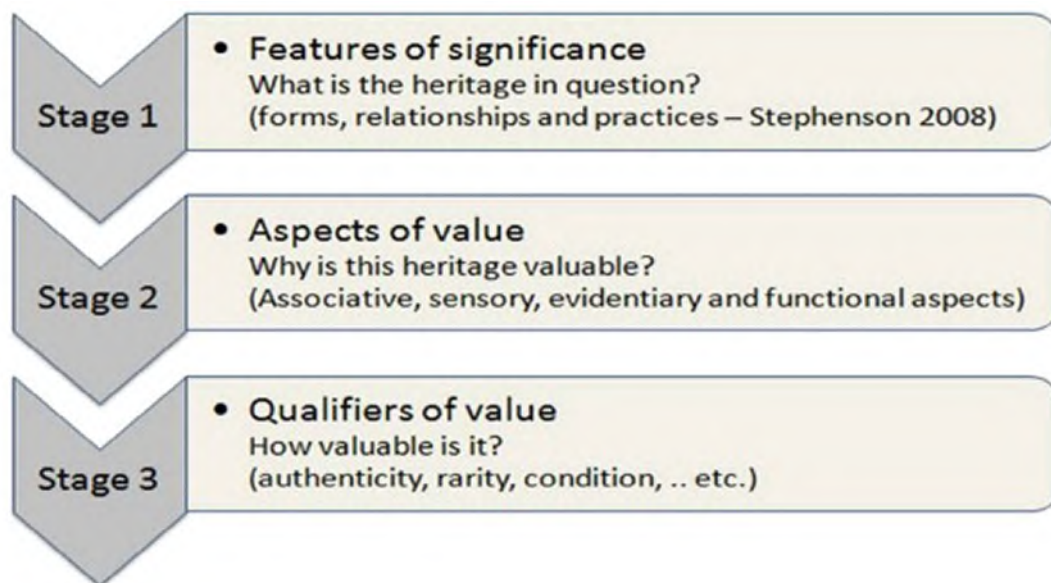 Stage 1
• Features of significance
What is the heritage in question?
(forms, relationships and practices – Stephenson 2008)
Stage 2
• Aspects of value
Why is this heritage valuable?
(Associative, sensory, evidentiary and functional aspects)
Stage 3
• Qualifiers of value
How valuable is it?
(authenticity, rarity, condition, .. etc.)